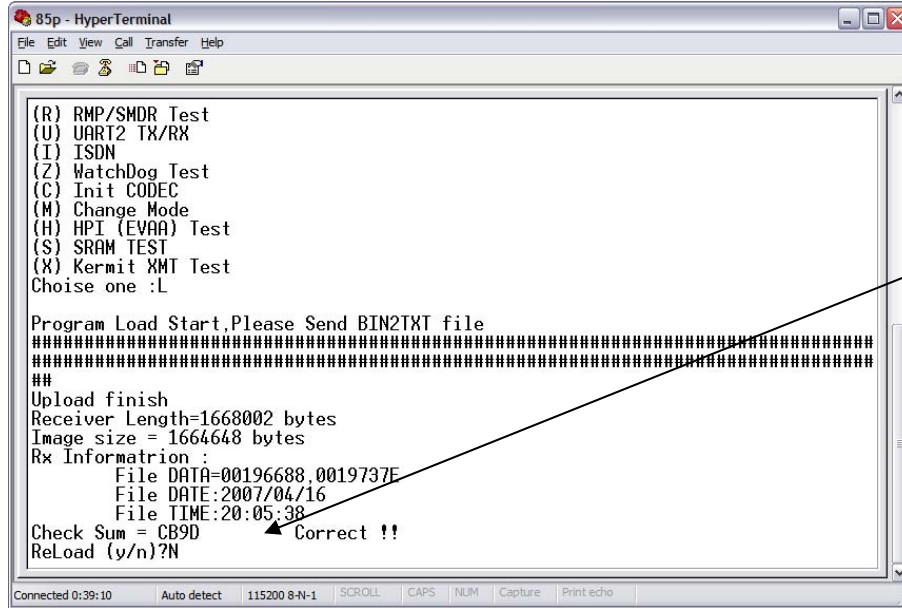 85p - HyperTerminal
File Edit View Call Transfer Help
(R) RMP/SMDR Test
(U) UART2 TX/RX
(I) ISDN
(Z) WatchDog Test
(C) Init CODEC
(M) Change Mode
(H) HPI (EVAA) Test
(S) SRAM TEST
(X) Kermit XMT Test
Choise one :L
Program Load Start,Please Send BIN2TXT file
################################################################################
################################################################################
##
Upload finish
Receiver Length=1668002 bytes
Image size = 1664648 bytes
Rx Informatrion :
File DATA=00196688,0019737E
File DATE:2007/04/16
File TIME:20:05:38
Check Sum = CB9D Correct !!
ReLoad (y/n)?N
Connected 0:39:10 Auto detect 115200 8-N-1 SCROLL CAPS NUM Capture Print echo